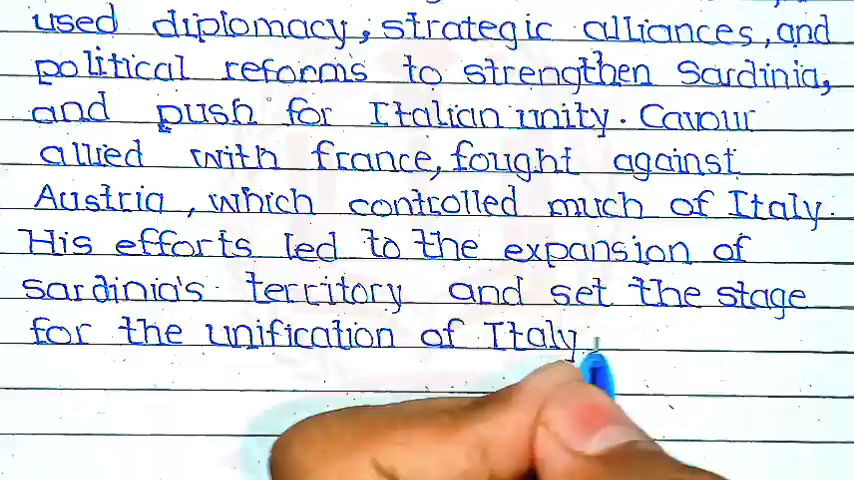 used diplomacy, strategic alliances, and
political reforms to strengthen Sardinia,
and push for Italian unity. Cavour
allied with france, fought against
Austria, which controlled much of Italy.
His efforts led to the expansion of
sardinia's territory and set the stage
for the unification of Italy.